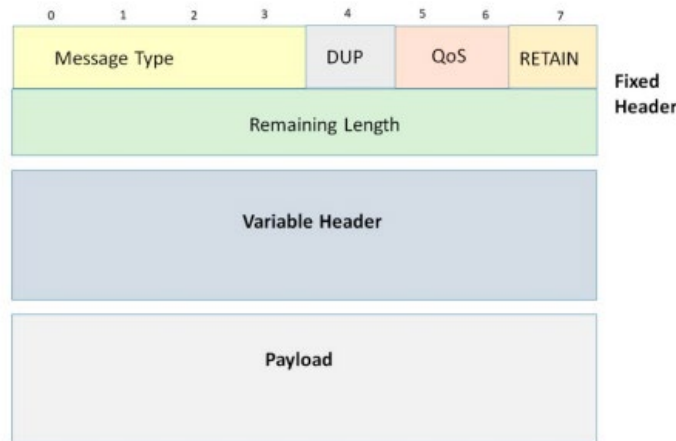 0 1 2 3 4 5 6 7
Message Type DUP QoS RETAIN
Fixed
Header
Remaining Length
Variable Header
Payload